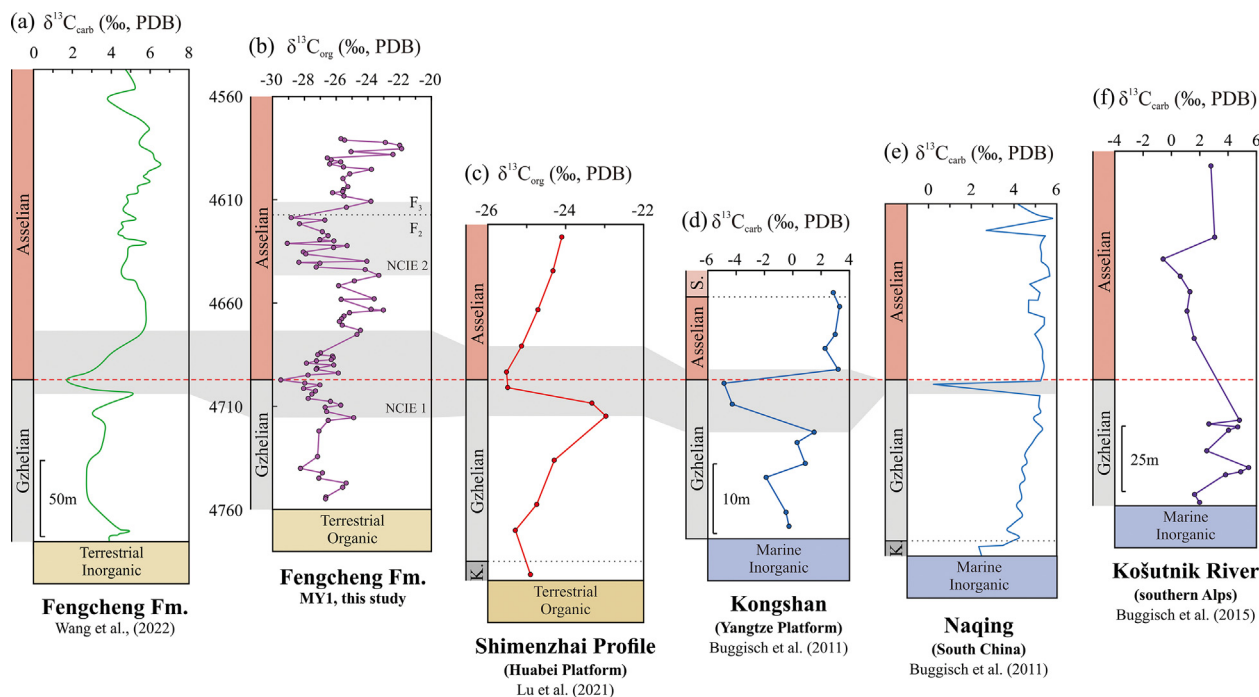 (a) δ¹³C_carb (‰, PDB)
0 2 4 6 8
Asselian
Gzhelian
50m
Terrestrial
Inorganic
Fengcheng Fm.
Wang et al., (2022)
(b) δ¹³C_org (‰, PDB)
-30 -28 -26 -24 -22 -20
4560
4610
4660
4710
4760
Asselian
Gzhelian
F₃
F₂
NCIE 2
NCIE 1
Terrestrial
Organic
Fengcheng Fm.
MY1, this study
(c) δ¹³C_org (‰, PDB)
-26 -24 -22
Asselian
Gzhelian
K.
Terrestrial
Organic
Shimenzhai Profile
(Huabei Platform)
Lu et al. (2021)
(d) δ¹³C_carb (‰, PDB)
-6 -4 -2 0 2 4
S.
Asselian
Gzhelian
10m
Marine
Inorganic
Kongshan
(Yangtze Platform)
Buggisch et al. (2011)
(e) δ¹³C_carb (‰, PDB)
0 2 4 6
Asselian
Gzhelian
K.
Marine
Inorganic
Naqing
(South China)
Buggisch et al. (2011)
(f) δ¹³C_carb (‰, PDB)
-4 -2 0 2 4 6
Asselian
Gzhelian
25m
Marine
Inorganic
Košutnik River
(southern Alps)
Buggisch et al. (2015)